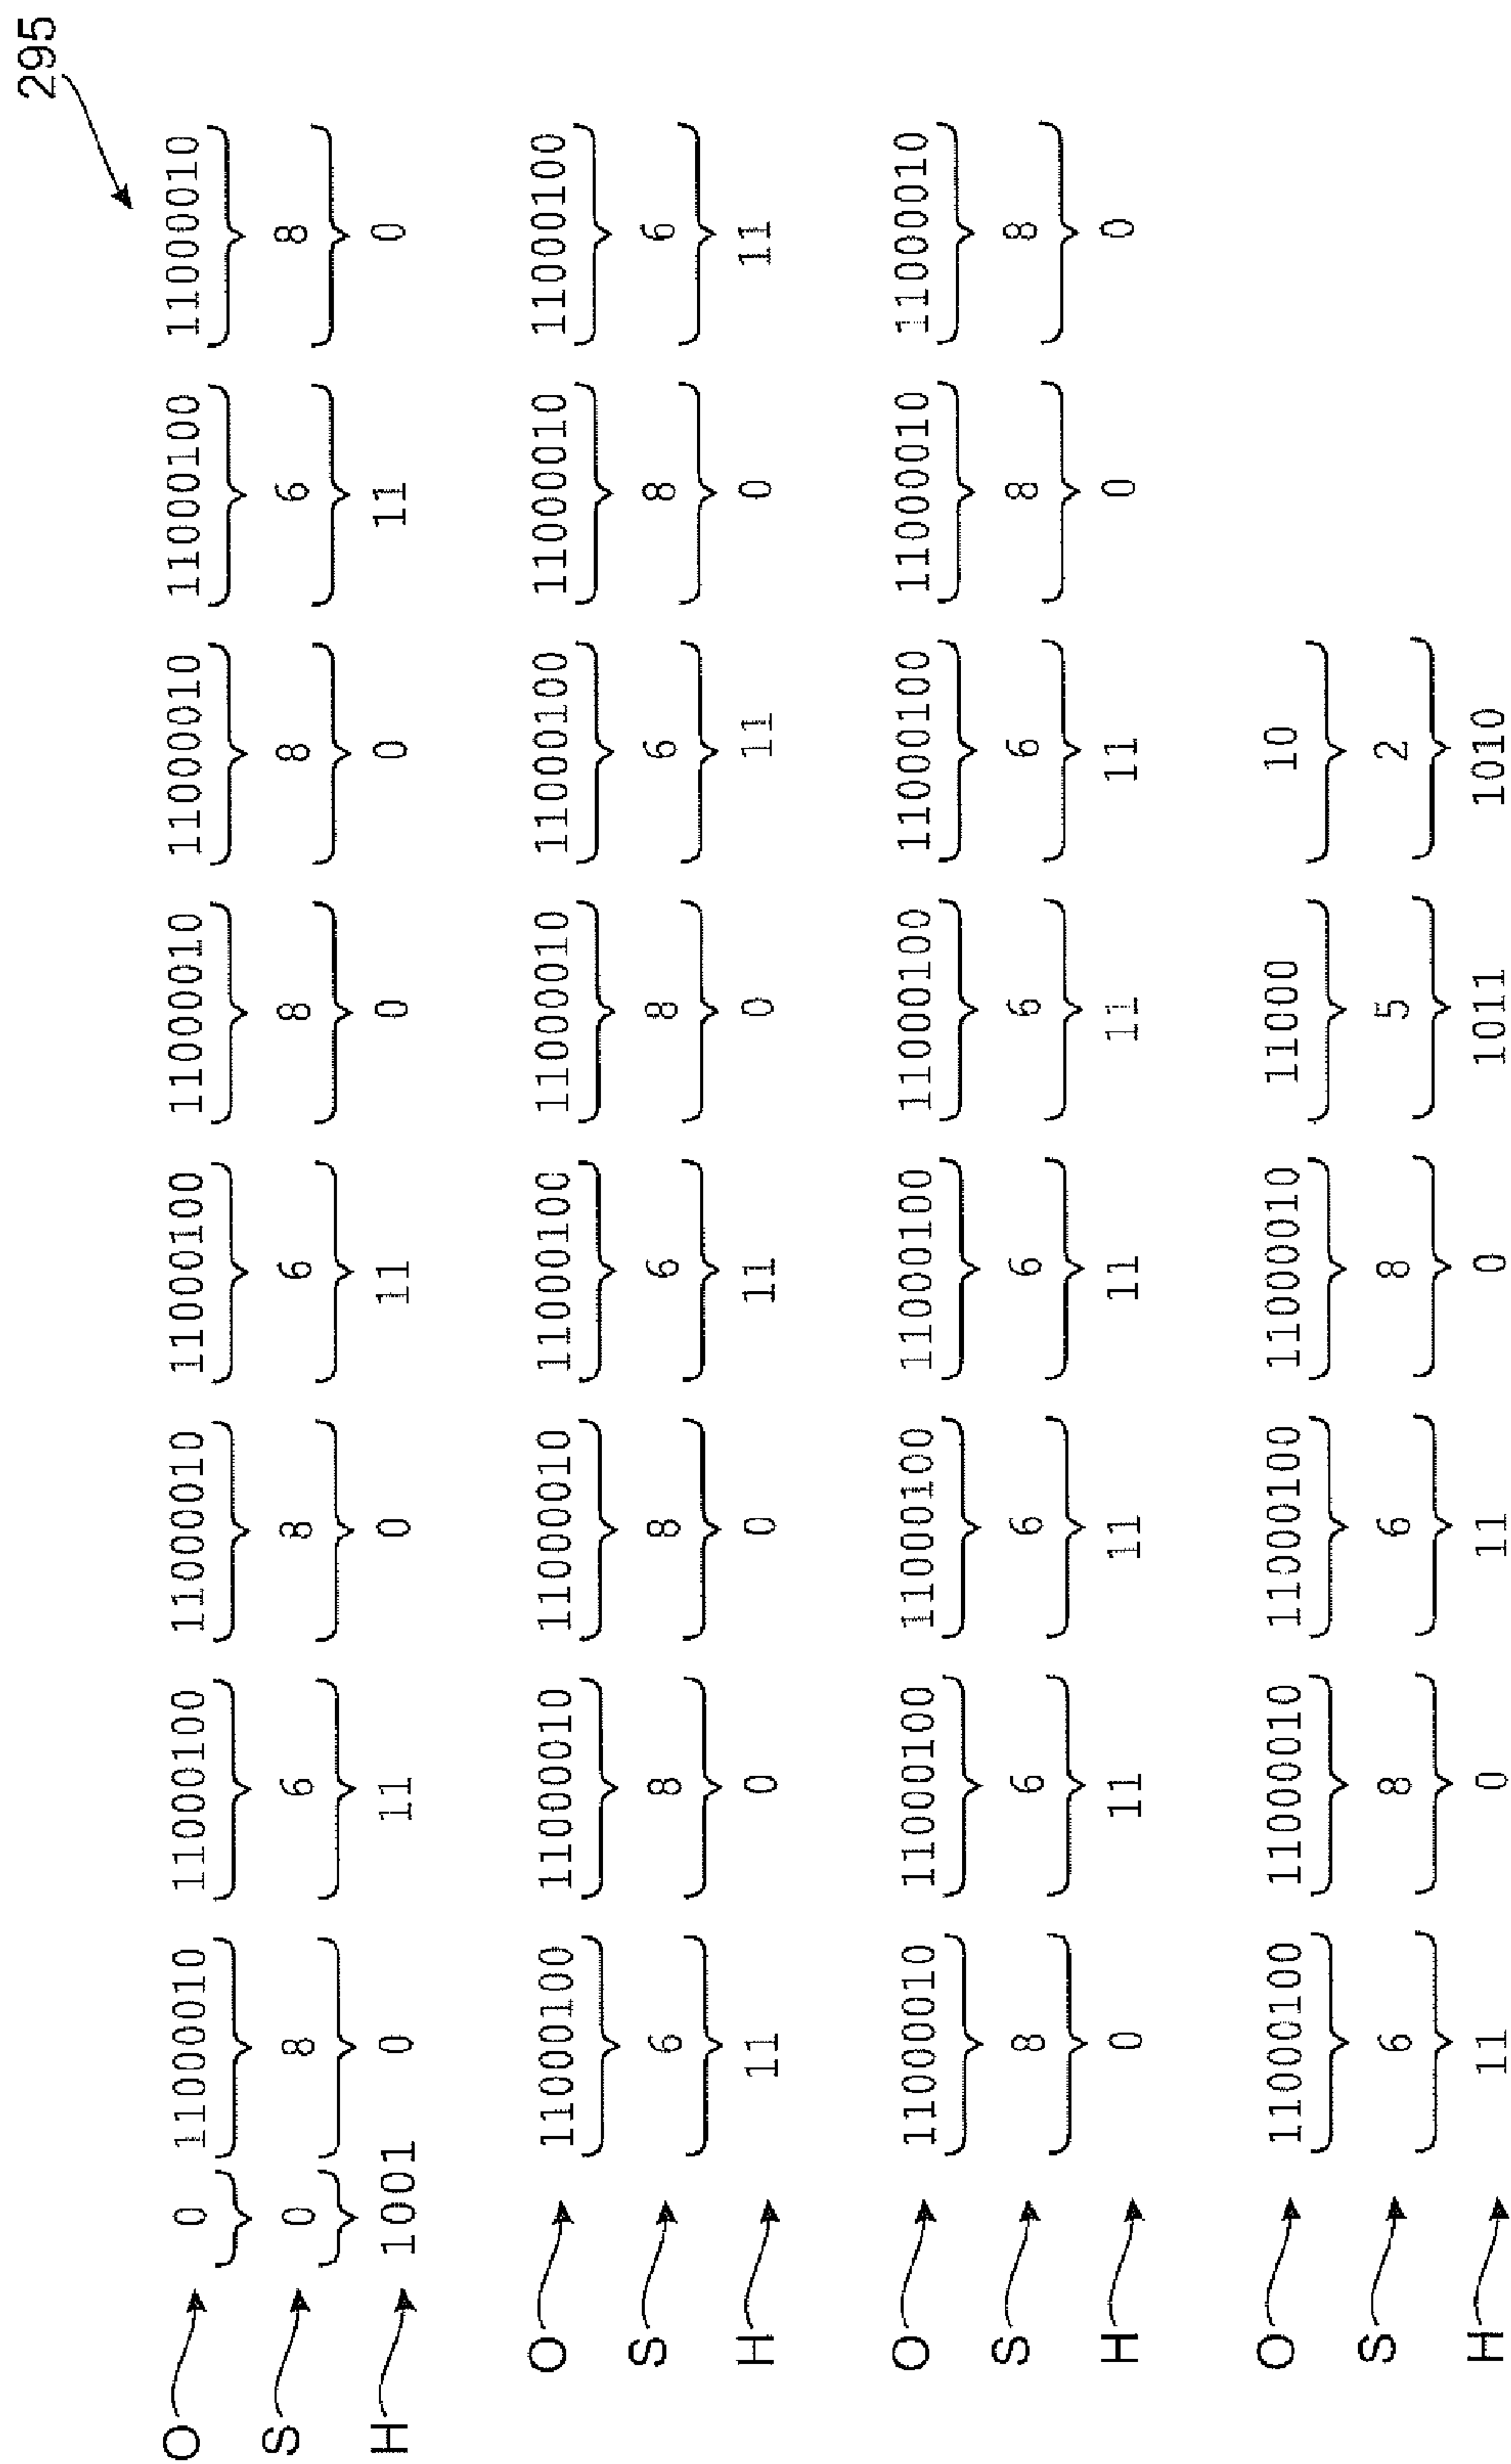 295
O 0 11000010 11000100 11000010 11000100 11000010 11000010 11000100 11000010
S 0 8 6 8 6 8 8 6 8
H 1001 0 11 0 11 0 0 11 0
O 11000100 11000010 11000010 11000100 11000010 11000100 11000010 11000100
S 6 8 8 6 8 6 8 6
H 11 0 0 11 0 11 0 11
O 11000010 11000100 11000100 11000100 11000100 11000100 11000010 11000010
S 8 6 6 6 6 6 8 8
H 0 11 11 11 11 11 0 0
O 11000100 11000010 11000100 11000010 11000 10
S 6 8 6 8 5 2
H 11 0 11 0 1011 1010